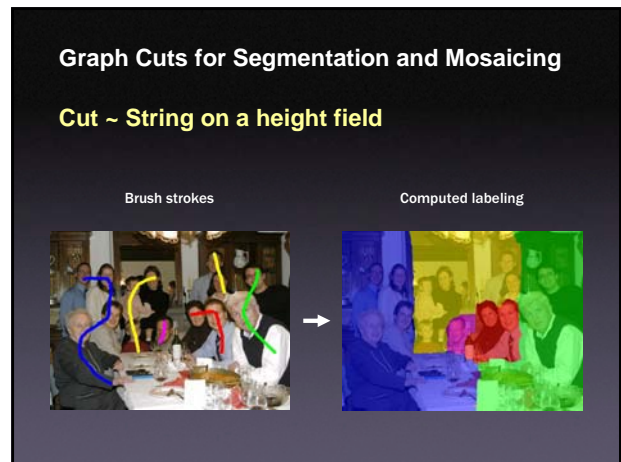 Graph Cuts for Segmentation and Mosaicing
Cut ~ String on a height field
Brush strokes
Computed labeling